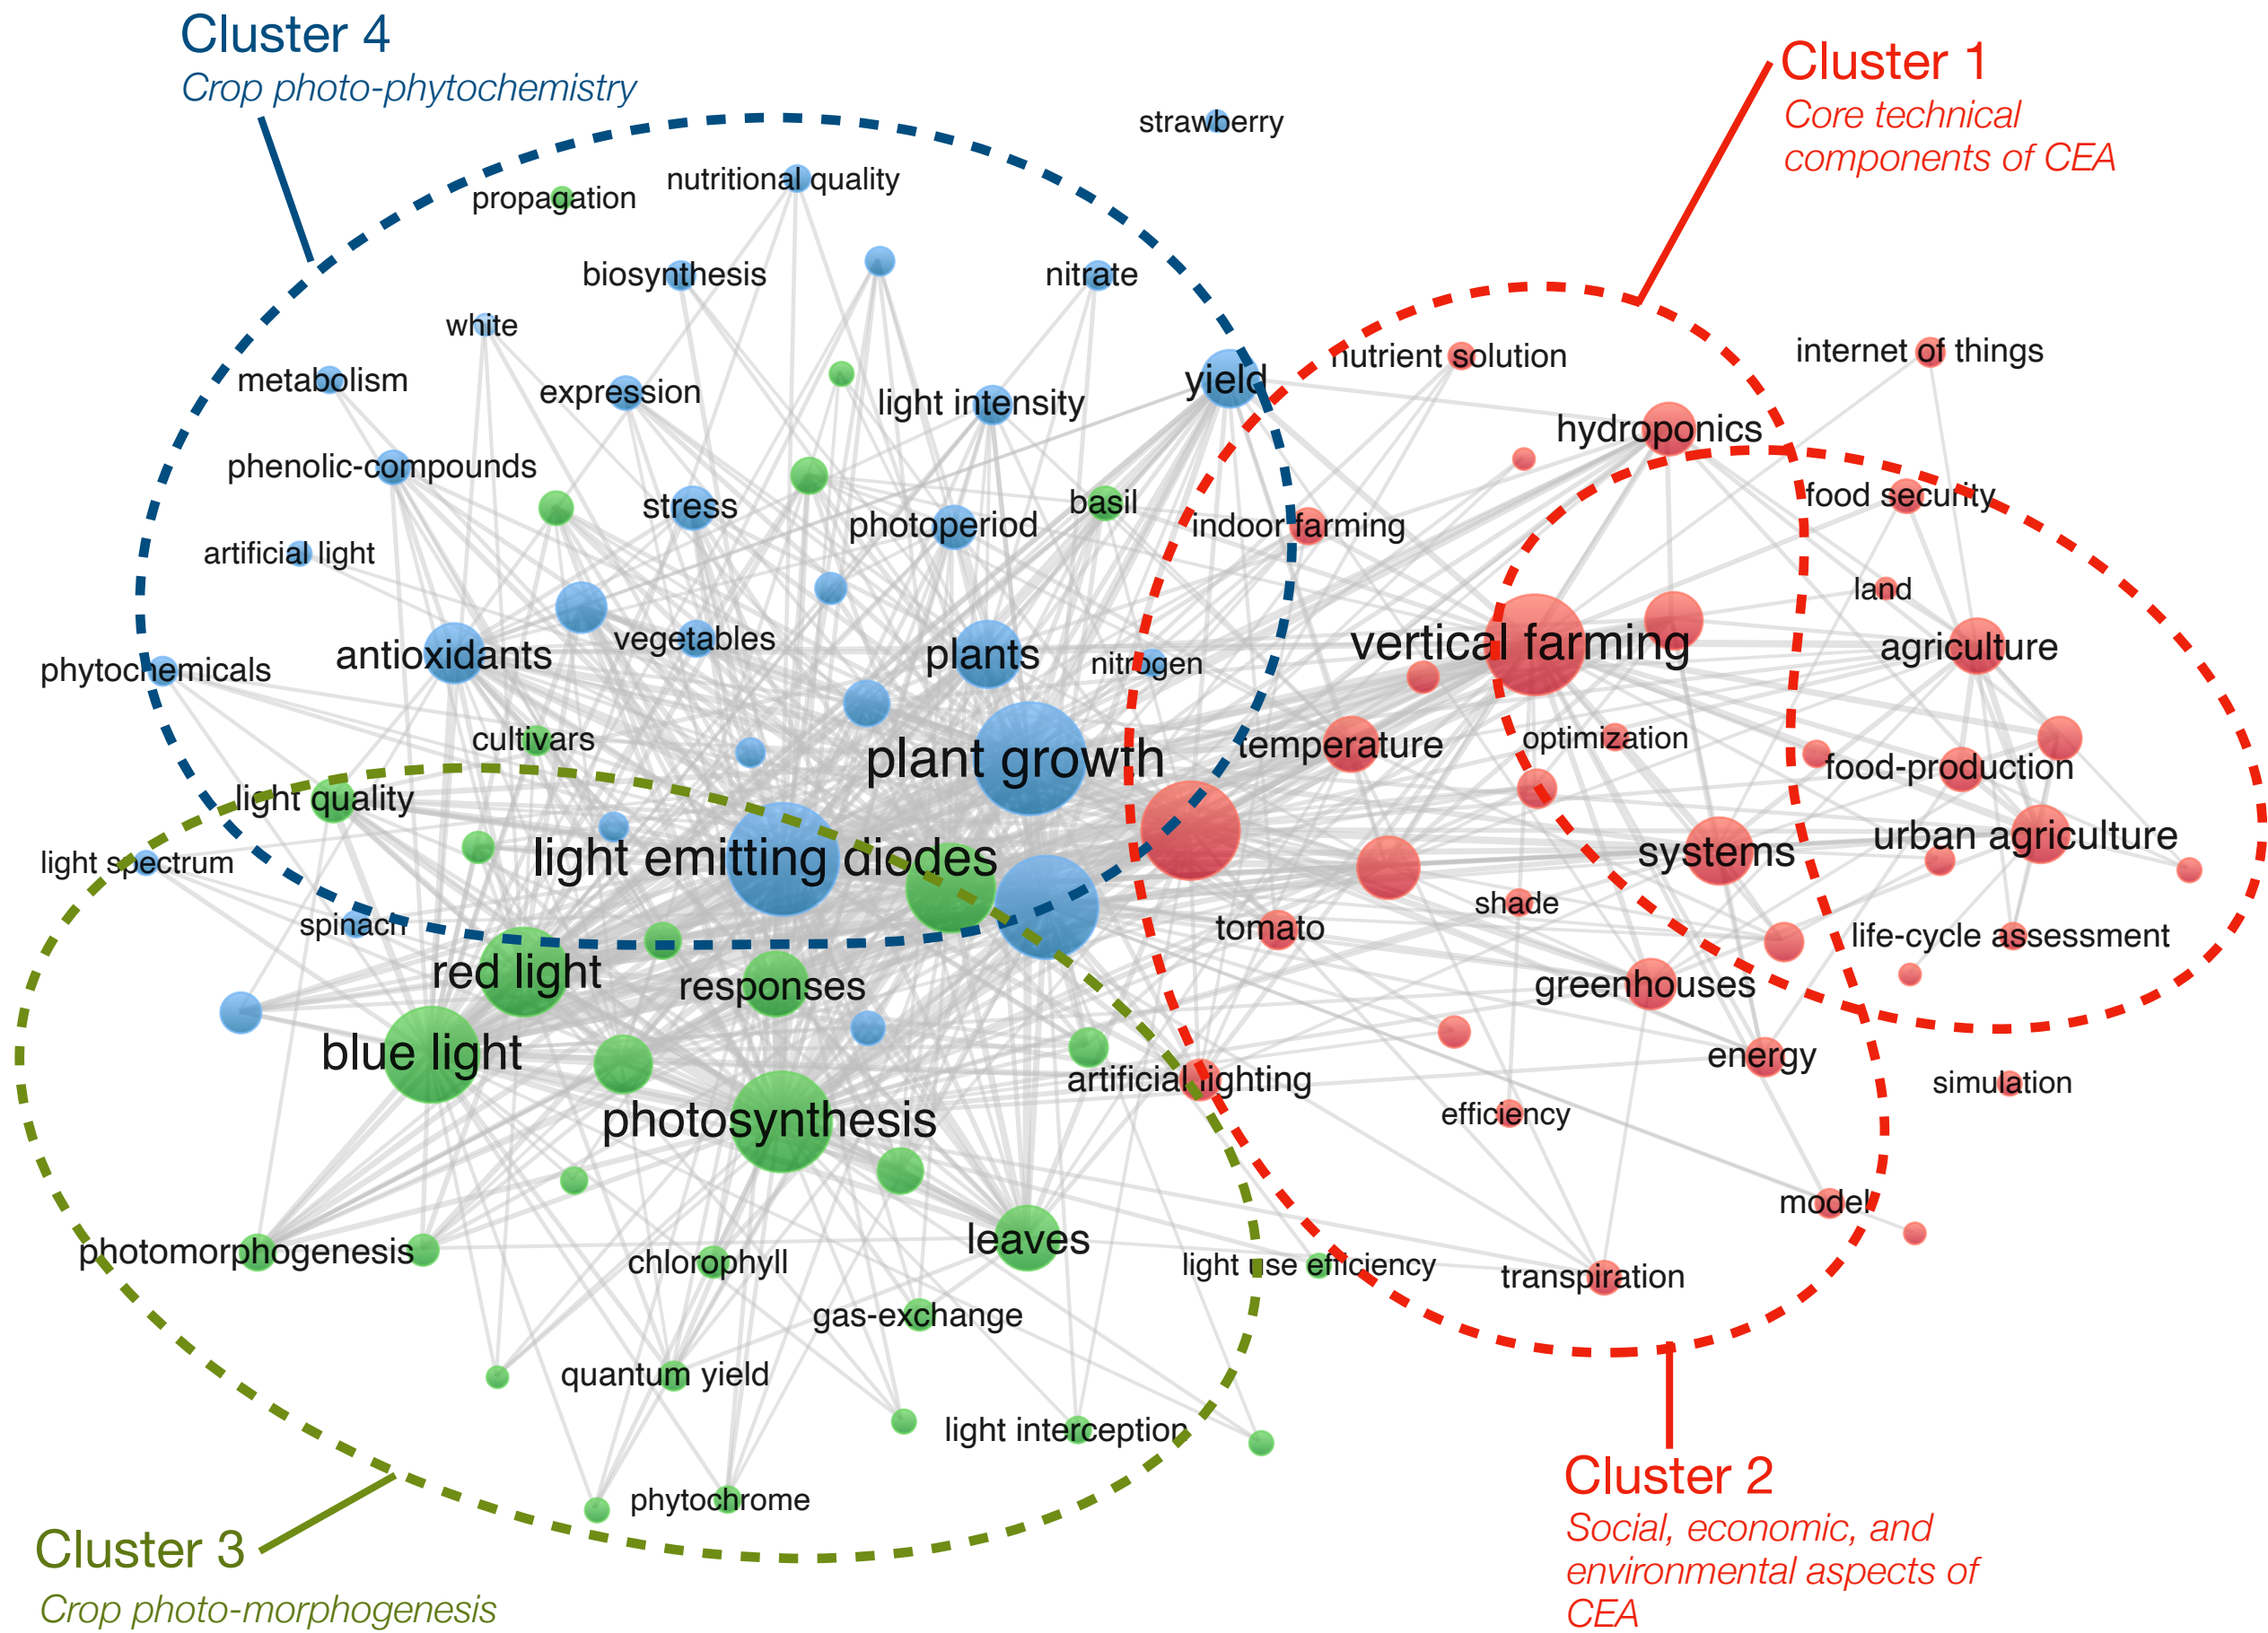 Cluster 4
Crop photo-phytochemistry
Cluster 1
Core technical
components of CEA
strawberry
nutritional quality
propagation
biosynthesis
nitrate
white
nutrient solution
internet of things
metabolism
expression
light intensity
yield
hydroponics
phenolic-compounds
stress
basil
food security
photoperiod
indoor farming
artificial light
land
antioxidants
vegetables
plants
nitrogen
vertical farming
agriculture
phytochemicals
cultivars
plant growth
temperature
optimization
food-production
light quality
light spectrum
light emitting diodes
systems
urban agriculture
spinach
tomato
shade
life-cycle assessment
red light
responses
greenhouses
blue light
artificial lighting
energy
simulation
photosynthesis
efficiency
model
photomorphogenesis
chlorophyll
leaves
light use efficiency
transpiration
gas-exchange
quantum yield
light interception
phytochrome
Cluster 2
Social, economic, and
environmental aspects of
CEA
Cluster 3
Crop photo-morphogenesis